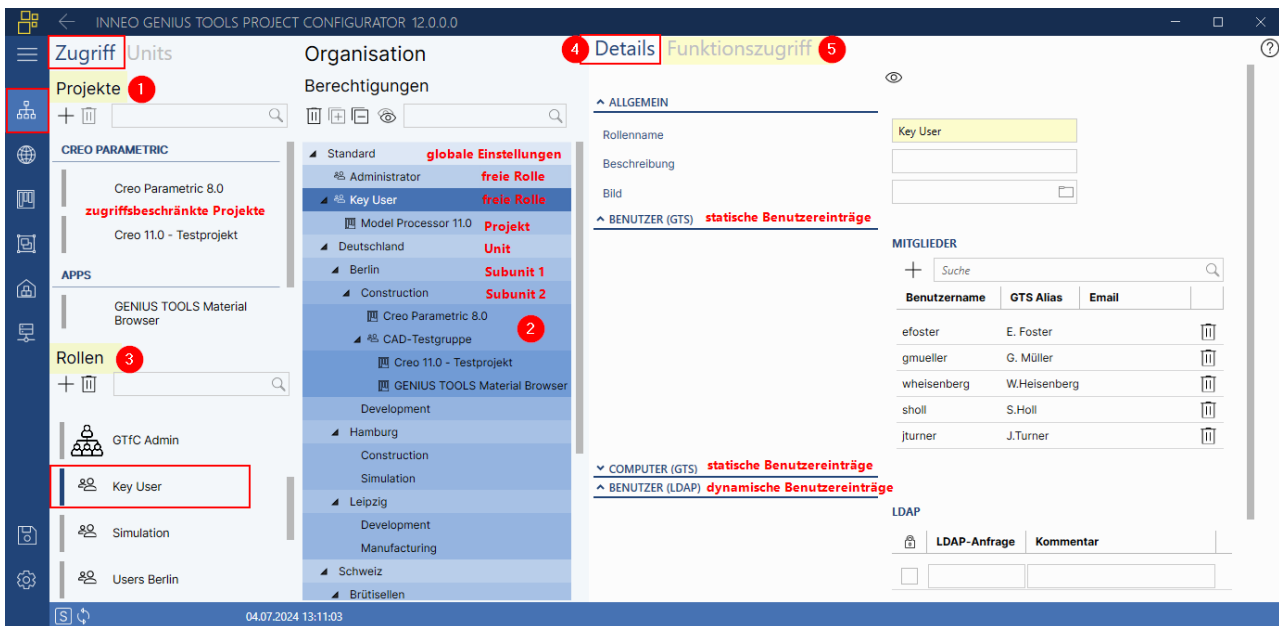 INNEO GENIUS TOOLS PROJECT CONFIGURATOR 12.0.0.0
Zugriff Units
Projekte 1
CREO PARAMETRIC
Creo Parametric 8.0
zugriffsbeschränkte Projekte
Creo 11.0 - Testprojekt
APPS
GENIUS TOOLS Material
Browser
Rollen 3
GTfC Admin
Key User
Simulation
Users Berlin
Organisation
Berechtigungen
Standard globale Einstellungen
Administrator freie Rolle
Key User freie Rolle
Model Processor 11.0 Projekt
Deutschland Unit
Berlin Subunit 1
Construction Subunit 2
Creo Parametric 8.0
2
CAD-Testgruppe
Creo 11.0 - Testprojekt
GENIUS TOOLS Material Browser
Development
Hamburg
Construction
Simulation
Leipzig
Development
Manufacturing
Schweiz
Brütisellen
4 Details Funktionszugriff 5
ALLGEMEIN
Rollenname Key User
Beschreibung
Bild
BENUTZER (GTS) statische Benutzereinträge
MITGLIEDER
Suche
Benutzername GTS Alias Email
efoster E. Foster
gmueller G. Müller
wheisenberg W.Heisenberg
sholl S.Holl
jturner J.Turner
COMPUTER (GTS) statische Benutzereinträge
BENUTZER (LDAP) dynamische Benutzereinträge
LDAP
LDAP-Anfrage Kommentar
S 04.07.2024 13:11:03